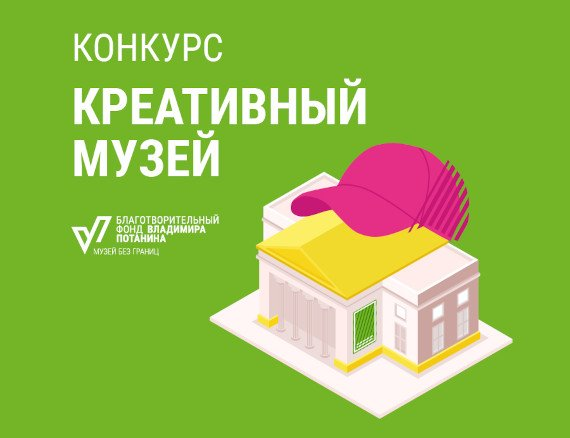 КОНКУРС
КРЕАТИВНЫЙ
МУЗЕЙ
БЛАГОТВОРИТЕЛЬНЫЙ
ФОНД ВЛАДИМИРА
ПОТАНИНА
МУЗЕЙ БЕЗ ГРАНИЦ